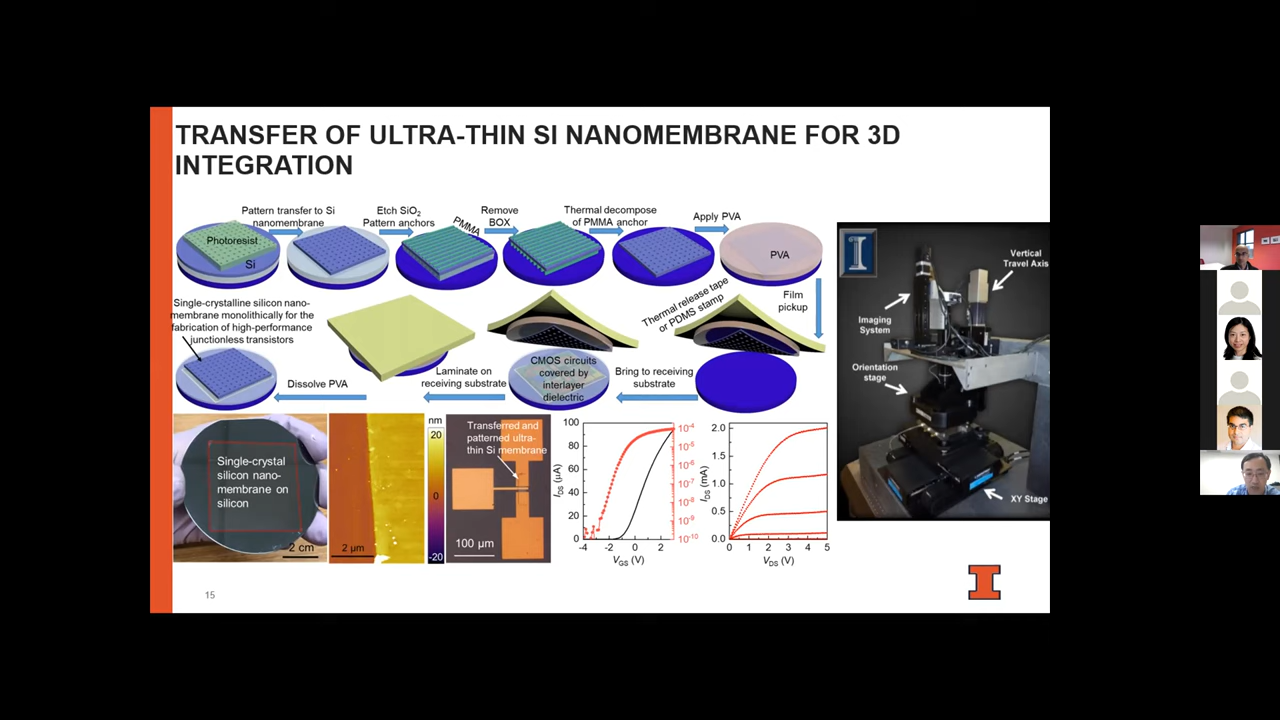 TRANSFER OF ULTRA-THIN SI NANOMEMBRANE FOR 3D
INTEGRATION
Photoresist
Si
Pattern transfer to Si
nanomembrane
Etch SiO₂
Pattern anchors
PMMA
Remove
BOX
Thermal decompose
of PMMA anchor
Apply PVA
PVA
Film
pickup
Thermal release tape
or PDMS stamp
Bring to receiving
substrate
CMOS circuits
covered by
interlayer
dielectric
Laminate on
receiving substrate
Dissolve PVA
Single-crystalline silicon nano-
membrane monolithically for the
fabrication of high-performance
junctionless transistors
Single-crystal
silicon nano-
membrane on
silicon
2 cm
2 µm
nm
20
0
-20
Transferred and
patterned ultra-
thin Si membrane
100 µm
100
80
60
40
20
0
I_DS (µA)
-4
-2
0
2
V_GS (V)
10⁻⁴
10⁻⁵
10⁻⁶
10⁻⁷
10⁻⁸
10⁻⁹
10⁻¹⁰
2.0
1.5
1.0
0.5
0.0
I_DS (mA)
0 1 2 3 4 5
V_DS (V)
I
Vertical
Travel Axis
Imaging
System
Orientation
stage
XY Stage
15
I